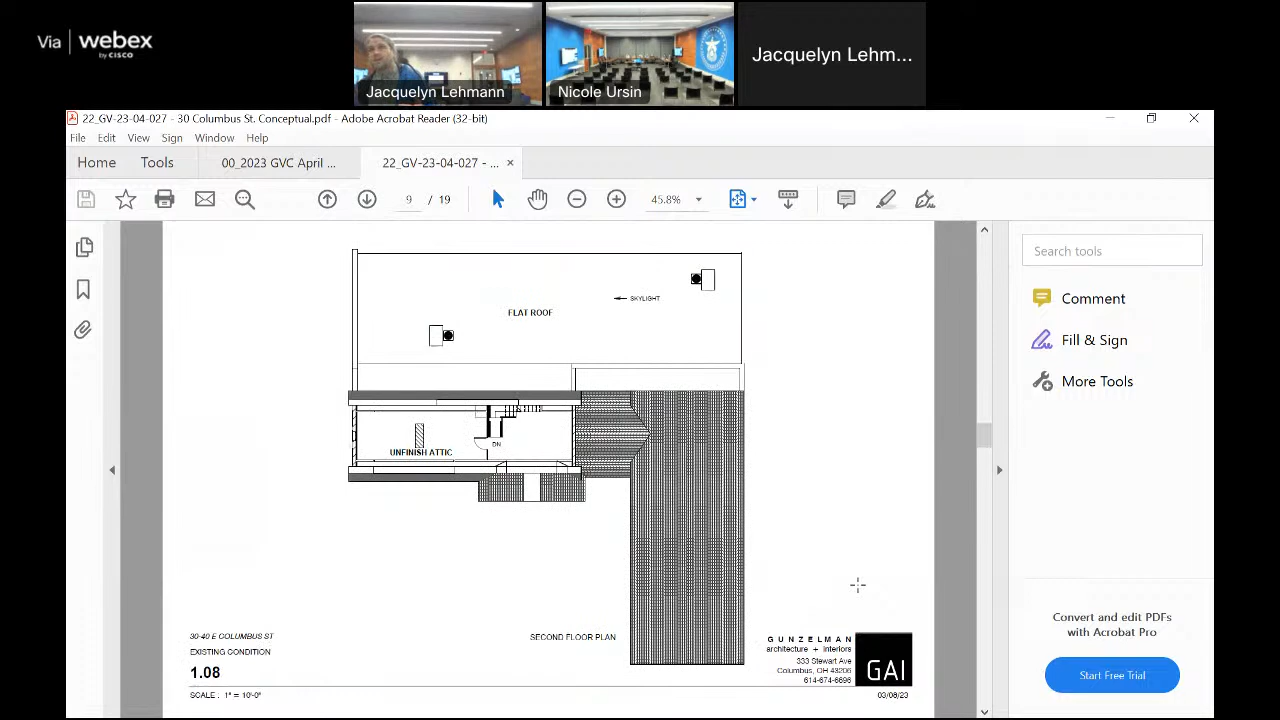 Via | webex
by CISCO
Jacquelyn Lehmann
Nicole Ursin
Jacquelyn Lehm...
22_GV-23-04-027 - 30 Columbus St. Conceptual.pdf - Adobe Acrobat Reader (32-bit)
File Edit View Sign Window Help
Home Tools 00_2023 GVC April ... 22_GV-23-04-027 - ... ×
9 / 19 45.8%
Search tools
Comment
Fill & Sign
More Tools
SKYLIGHT
FLAT ROOF
DN
UNFINISH ATTIC
30-40 E COLUMBUS ST
EXISTING CONDITION
1.08
SCALE : 1" = 10'-0"
SECOND FLOOR PLAN
GUNZELMAN
architecture + interiors
333 Stewart Ave
Columbus, OH 43206
614-674-6696
GAI
03/08/23
Convert and edit PDFs
with Acrobat Pro
Start Free Trial